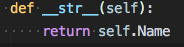 def __str__(self):
    return self.Name